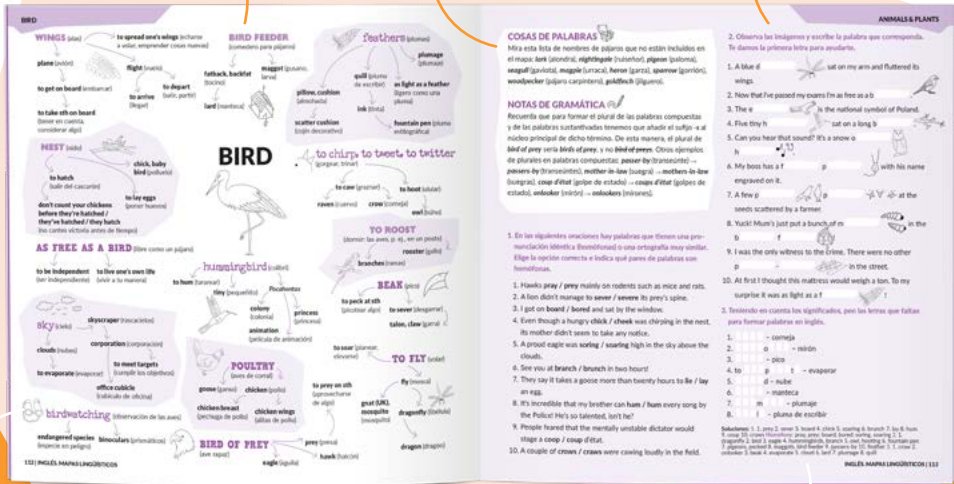 BIRD
WINGS (alas)
to spread one's wings (echarse
a volar, emprender cosas nuevas)
plane (avión)
flight (vuelo)
to get on board (embarcar)
to arrive
(llegar)
to depart
(salir, partir)
to take sth on board
(tener en cuenta,
considerar algo)
BIRD FEEDER
(comedero para pájaros)
fatback, backfat
(tocino)
maggot (gusano,
larva)
lard (manteca)
feathers (plumas)
plumage
(plumaje)
quill (pluma
de escribir)
as light as a feather
(ligero como una
pluma)
pillow, cushion
(almohada)
ink (tinta)
scatter cushion
(cojín decorativo)
fountain pen (pluma
estilográfica)
NEST (nido)
chick, baby
bird (polluelo)
to hatch
(salir del cascarón)
to lay eggs
(poner huevos)
don't count your chickens
before they're hatched /
they've hatched / they hatch
(no cantes victoria antes de tiempo)
BIRD
to chirp, to tweet, to twitter
(gorjear, trinar)
to caw (graznar)
to hoot (ulular)
raven (cuervo)
crow (corneja)
owl (búho)
TO ROOST
(dormir: las aves, p. ej., en un poste)
rooster (gallo)
branches (ramas)
AS FREE AS A BIRD (libre como un pájaro)
to be independent
(ser independiente)
to live one's own life
(vivir a tu manera)
hummingbird (colibrí)
to hum (tararear)
tiny (pequeñito)
Pocahontas
colony
(colonia)
princess
(princesa)
animation
(película de animación)
BEAK (pico)
to peck at sth
(picotear algo)
to sever (desgarrar)
talon, claw (garra)
sky (cielo)
skyscraper (rascacielos)
clouds (nubes)
corporation (corporación)
to evaporate (evaporar)
to meet targets
(cumplir los objetivos)
office cubicle
(cubículo de oficina)
POULTRY
(aves de corral)
goose (ganso)
chicken (pollo)
chicken breast
(pechuga de pollo)
chicken wings
(alitas de pollo)
to soar (planear,
elevarse)
TO FLY (volar)
fly (mosca)
gnat (UK),
mosquito
(mosquito)
dragonfly (libélula)
dragon (dragón)
to prey on sth
(aprovecharse
de algo)
birdwatching (observación de las aves)
endangered species
(especie en peligro)
binoculars (prismáticos)
BIRD OF PREY
(ave rapaz)
prey (presa)
hawk (halcón)
eagle (águila)
132 | INGLÉS. MAPAS LINGÜÍSTICOS
ANIMALS & PLANTS
COSAS DE PALABRAS
Mira esta lista de nombres de pájaros que no están incluidos en
el mapa: lark (alondra), nightingale (ruiseñor), pigeon (paloma),
seagull (gaviota), magpie (urraca), heron (garza), sparrow (gorrión),
woodpecker (pájaro carpintero), goldfinch (jilguero).
NOTAS DE GRAMÁTICA
Recuerda que para formar el plural de las palabras compuestas
y de las palabras sustantivadas tenemos que añadir el sufijo -s al
núcleo principal de dicho término. De esta manera, el plural de
bird of prey sería birds of prey, y no bird of preys. Otros ejemplos
de plurales en palabras compuestas: passer-by (transeúnte) →
passers-by (transeúntes), mother-in-law (suegra) → mothers-in-law
(suegras), coup d'état (golpe de estado) → coups d'état (golpes de
estado), onlooker (mirón) → onlookers (mirones).
1. En las siguientes oraciones hay palabras que tienen una pro-
nunciación idéntica (homófonas) o una ortografía muy similar.
Elige la opción correcta e indica qué pares de palabras son
homófonas.
1. Hawks pray / prey mainly on rodents such as mice and rats.
2. A lion didn't manage to sever / severe its prey's spine.
3. I got on board / bored and sat by the window.
4. Even though a hungry chick / cheek was chirping in the nest,
its mother didn't seem to take any notice.
5. A proud eagle was soring / soaring high in the sky above the
clouds.
6. See you at branch / brunch in two hours!
7. They say it takes a goose more than twenty hours to lie / lay
an egg.
8. It's incredible that my brother can ham / hum every song by
the Police! He's so talented, isn't he?
9. People feared that the mentally unstable dictator would
stage a coop / coup d'état.
10. A couple of crows / craws were cawing loudly in the field.
2. Observa las imágenes y escribe la palabra que corresponda.
Te damos la primera letra para ayudarte.
1. A blue d sat on my arm and fluttered its
wings.
2. Now that I've passed my exams I'm as free as a b
3. The e is the national symbol of Poland.
4. Five tiny h sat on a long b
5. Can you hear that sound? It's a snow o
h
6. My boss has a f p with his name
engraved on it.
7. A few p p at the
seeds scattered by a farmer.
8. Yuck! Mum's just put a bunch of m in the
b f
9. I was the only witness to the crime. There were no other
p - in the street.
10. At first I thought this mattress would weigh a ton. To my
surprise it was as light as a f
3. Teniendo en cuenta los significados, pon las letras que faltan
para formar palabras en inglés.
1. – corneja
2. o – mirón
3. – pico
4. to p t – evaporar
5. d – nube
6. – manteca
7. m – plumaje
8. l – pluma de escribir
INGLÉS. MAPAS LINGÜÍSTICOS | 133